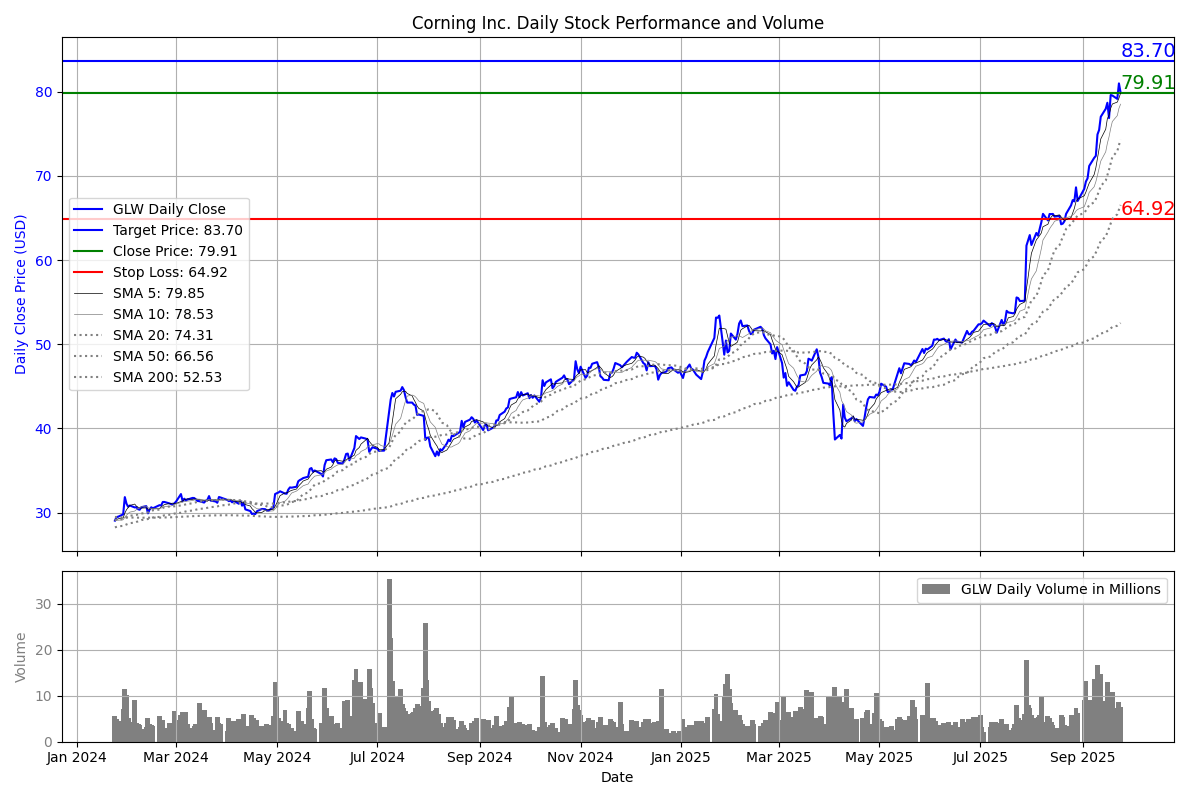 Corning Inc. Daily Stock Performance and Volume
83.70
79.91
64.92
Daily Close Price (USD)
80
70
60
50
40
30
GLW Daily Close
Target Price: 83.70
Close Price: 79.91
Stop Loss: 64.92
SMA 5: 79.85
SMA 10: 78.53
SMA 20: 74.31
SMA 50: 66.56
SMA 200: 52.53
GLW Daily Volume in Millions
Volume
30
20
10
0
Jan 2024 Mar 2024 May 2024 Jul 2024 Sep 2024 Nov 2024 Jan 2025 Mar 2025 May 2025 Jul 2025 Sep 2025
Date